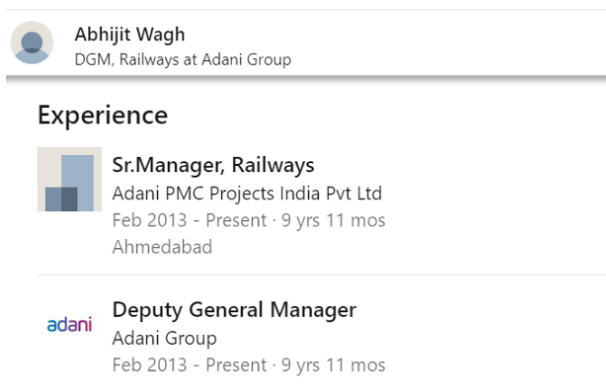 Abhijit Wagh
DGM, Railways at Adani Group
Experience
Sr.Manager, Railways
Adani PMC Projects India Pvt Ltd
Feb 2013 - Present · 9 yrs 11 mos
Ahmedabad
adani
Deputy General Manager
Adani Group
Feb 2013 - Present · 9 yrs 11 mos